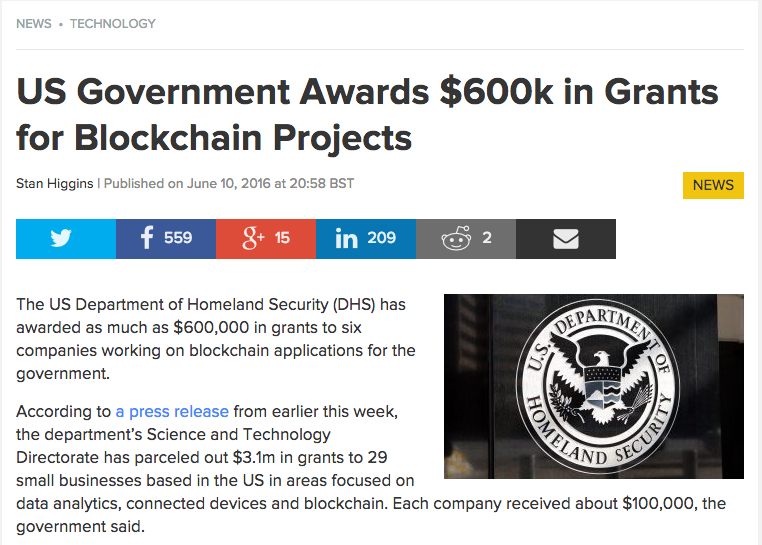 NEWS • TECHNOLOGY
US Government Awards $600k in Grants
for Blockchain Projects
Stan Higgins | Published on June 10, 2016 at 20:58 BST
NEWS
f 559
g+ 15
in 209
2
The US Department of Homeland Security (DHS) has
awarded as much as $600,000 in grants to six
companies working on blockchain applications for the
government.
U.S. DEPARTMENT OF
HOMELAND SECURITY
According to a press release from earlier this week,
the department's Science and Technology
Directorate has parceled out $3.1m in grants to 29
small businesses based in the US in areas focused on
data analytics, connected devices and blockchain. Each company received about $100,000, the
government said.